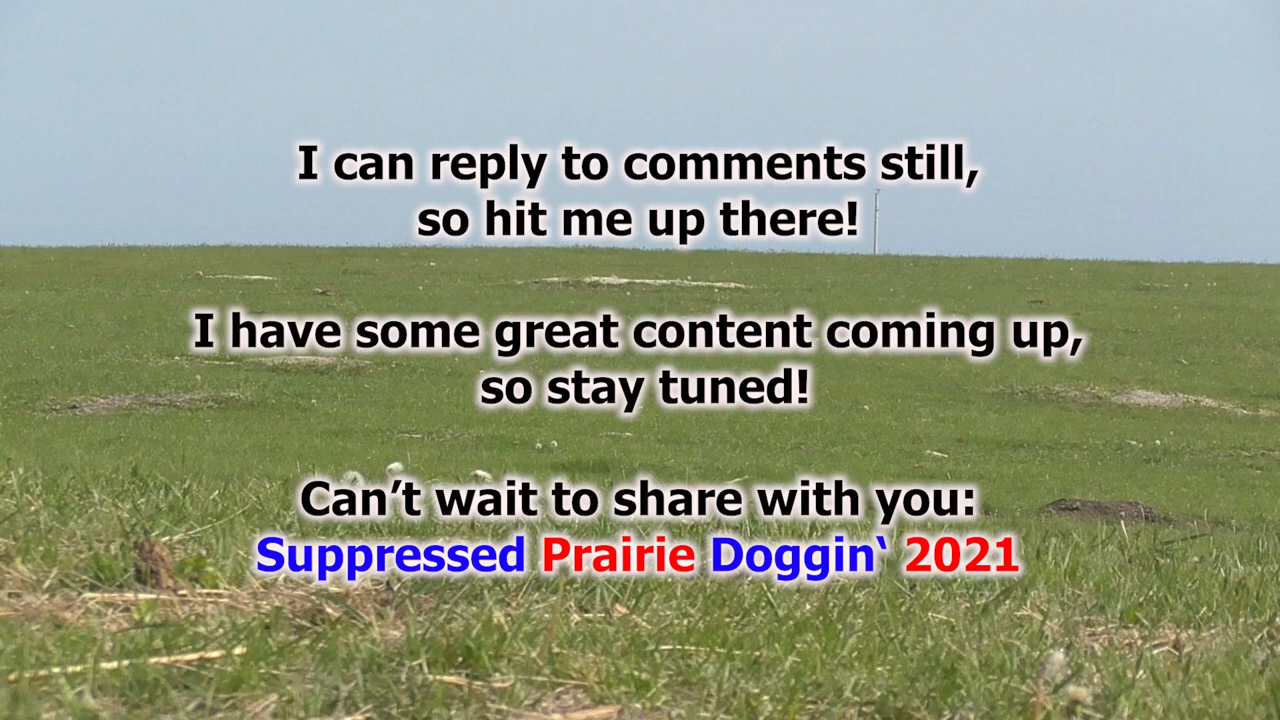 I can reply to comments still,
so hit me up there!
I have some great content coming up,
so stay tuned!
Can’t wait to share with you:
Suppressed Prairie Doggin‘ 2021